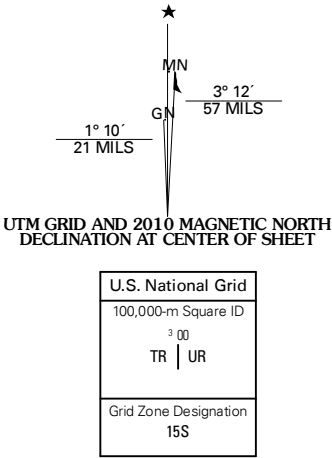 MN
3° 12´
57 MILS
GN
1° 10´
21 MILS
UTM GRID AND 2010 MAGNETIC NORTH
DECLINATION AT CENTER OF SHEET
U.S. National Grid
100,000-m Square ID
3 00
TR UR
Grid Zone Designation
15S